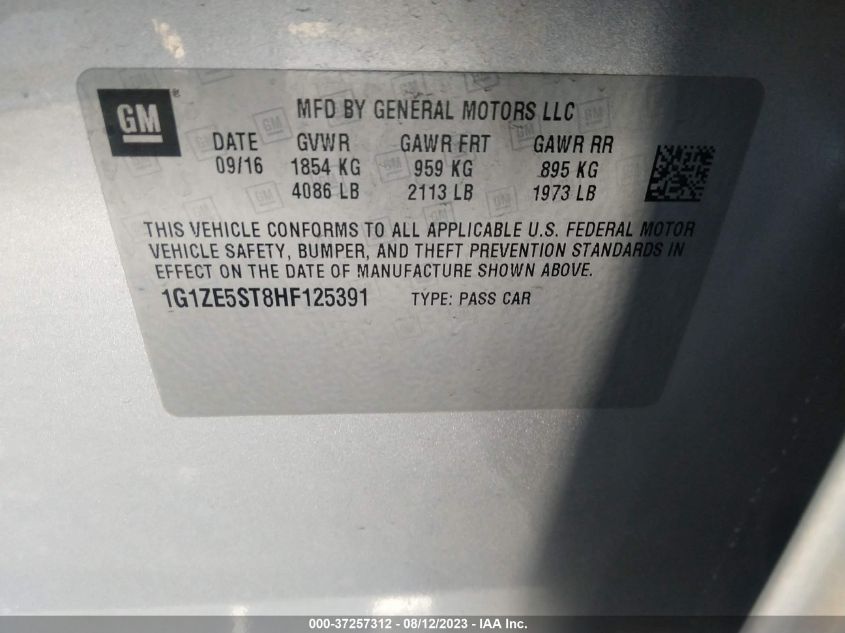 GM®
MFD BY GENERAL MOTORS LLC
DATE GVWR GAWR FRT GAWR RR
09/16 1854 KG 959 KG 895 KG
4086 LB 2113 LB 1973 LB
THIS VEHICLE CONFORMS TO ALL APPLICABLE U.S. FEDERAL MOTOR
VEHICLE SAFETY, BUMPER, AND THEFT PREVENTION STANDARDS IN
EFFECT ON THE DATE OF MANUFACTURE SHOWN ABOVE.
1G1ZE5ST8HF125391 TYPE: PASS CAR
000-37257312 - 08/12/2023 - IAA Inc.